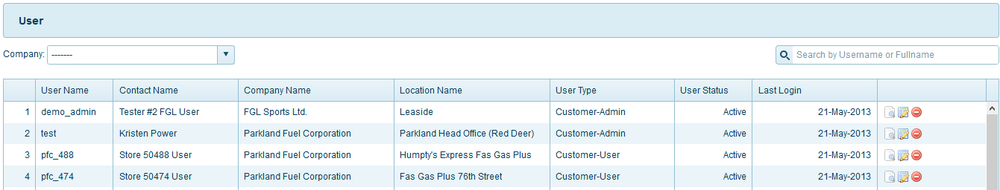 User
Company: -------
Search by Username or Fullname
User Name Contact Name Company Name Location Name User Type User Status Last Login
1 demo_admin Tester #2 FGL User FGL Sports Ltd. Leaside Customer-Admin Active 21-May-2013
2 test Kristen Power Parkland Fuel Corporation Parkland Head Office (Red Deer) Customer-Admin Active 21-May-2013
3 pfc_488 Store 50488 User Parkland Fuel Corporation Humpty's Express Fas Gas Plus Customer-User Active 21-May-2013
4 pfc_474 Store 50474 User Parkland Fuel Corporation Fas Gas Plus 76th Street Customer-User Active 21-May-2013